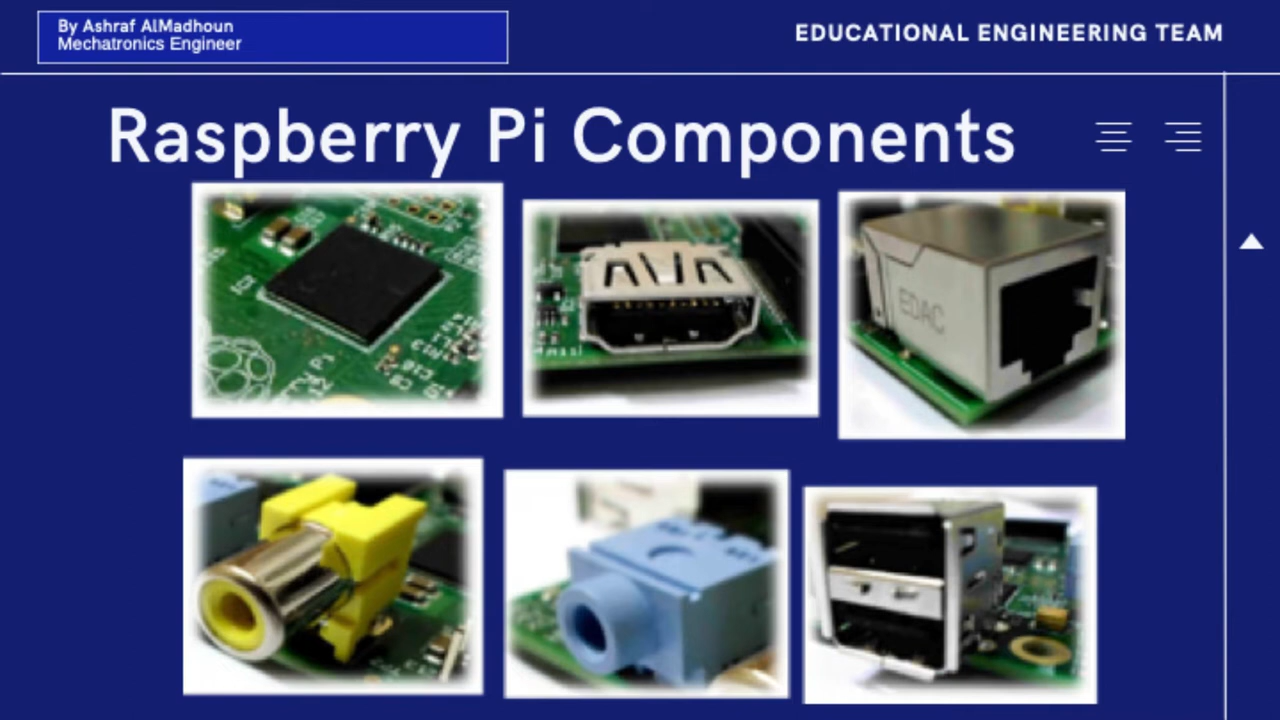 By Ashraf AlMadhoun
Mechatronics Engineer
EDUCATIONAL ENGINEERING TEAM
Raspberry Pi Components
EDAC